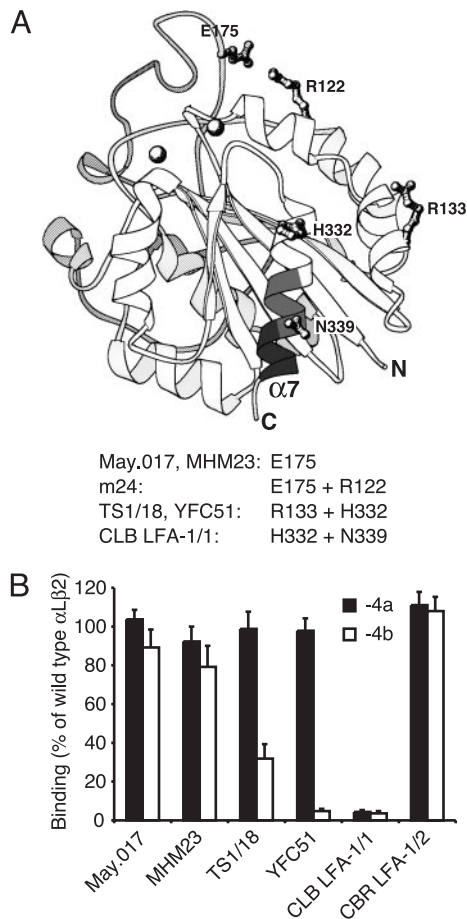 A
E175
R122
R133
H332
N339
N
α7
C
May.017, MHM23: E175
m24: E175 + R122
TS1/18, YFC51: R133 + H332
CLB LFA-1/1: H332 + N339
B
Binding (% of wild type αLβ2)
120
100
80
60
40
20
0
-4a
-4b
May.017
MHM23
TS1/18
YFC51
CLB LFA-1/1
CBR LFA-1/2